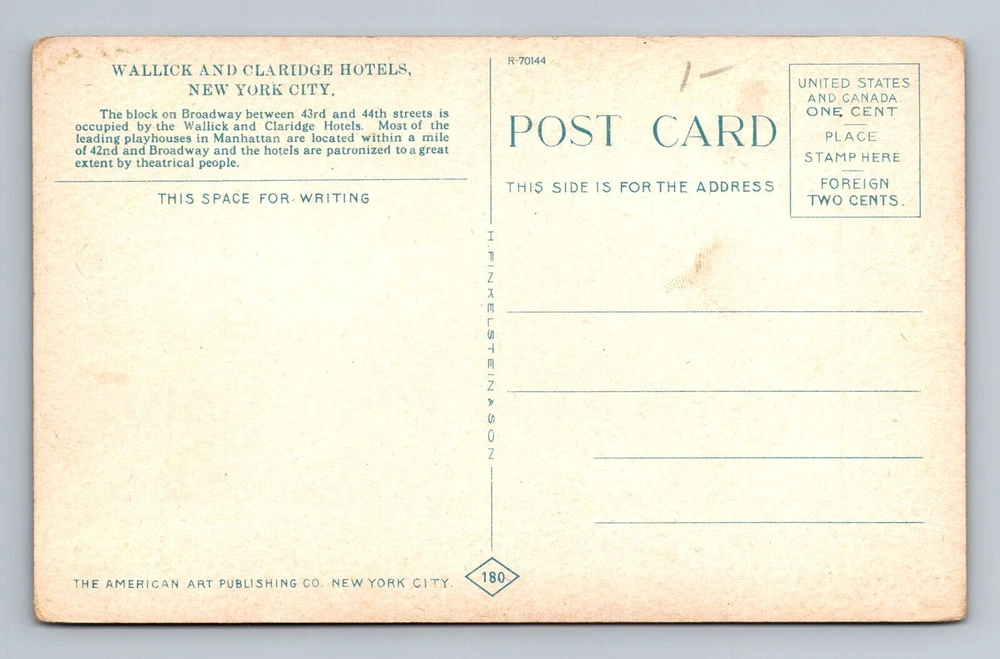 WALLICK AND CLARIDGE HOTELS,
NEW YORK CITY.
The block on Broadway between 43rd and 44th streets is
occupied by the Wallick and Claridge Hotels. Most of the
leading playhouses in Manhattan are located within a mile
of 42nd and Broadway and the hotels are patronized to a great
extent by theatrical people.
THIS SPACE FOR WRITING
THE AMERICAN ART PUBLISHING CO. NEW YORK CITY.
H. FINKELSTEIN & SON
180
R-70144
1-
POST CARD
THIS SIDE IS FOR THE ADDRESS
UNITED STATES
AND CANADA
ONE CENT
PLACE
STAMP HERE
FOREIGN
TWO CENTS.